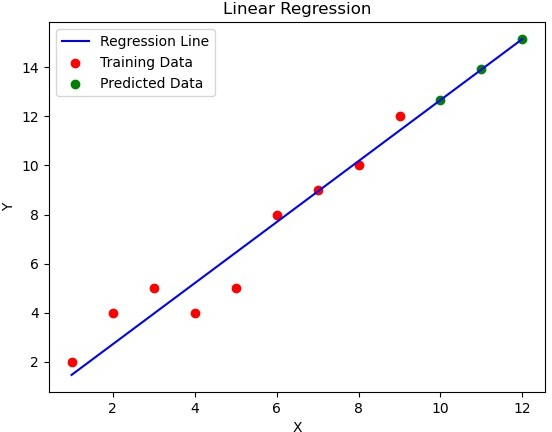 Linear Regression
Regression Line
Training Data
Predicted Data
14
12
10
8
6
4
2
Y
2 4 6 8 10 12
X